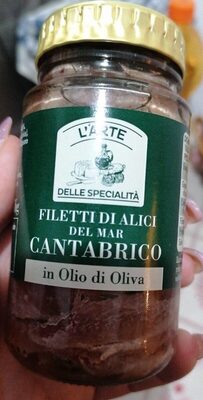 L'ARTE
DELLE SPECIALITÀ
FILETTI DI ALICI
DEL MAR
CANTABRICO
in Olio di Oliva